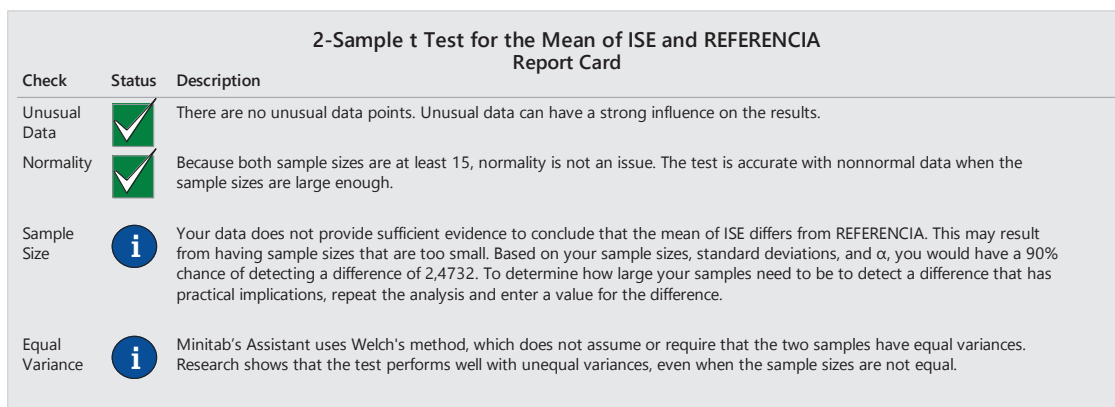 2-Sample t Test for the Mean of ISE and REFERENCIA
Report Card
Check Status Description
Unusual
Data
There are no unusual data points. Unusual data can have a strong influence on the results.
Normality
Because both sample sizes are at least 15, normality is not an issue. The test is accurate with nonnormal data when the
sample sizes are large enough.
Sample
Size
i
Your data does not provide sufficient evidence to conclude that the mean of ISE differs from REFERENCIA. This may result
from having sample sizes that are too small. Based on your sample sizes, standard deviations, and α, you would have a 90%
chance of detecting a difference of 2,4732. To determine how large your samples need to be to detect a difference that has
practical implications, repeat the analysis and enter a value for the difference.
Equal
Variance
i
Minitab’s Assistant uses Welch's method, which does not assume or require that the two samples have equal variances.
Research shows that the test performs well with unequal variances, even when the sample sizes are not equal.